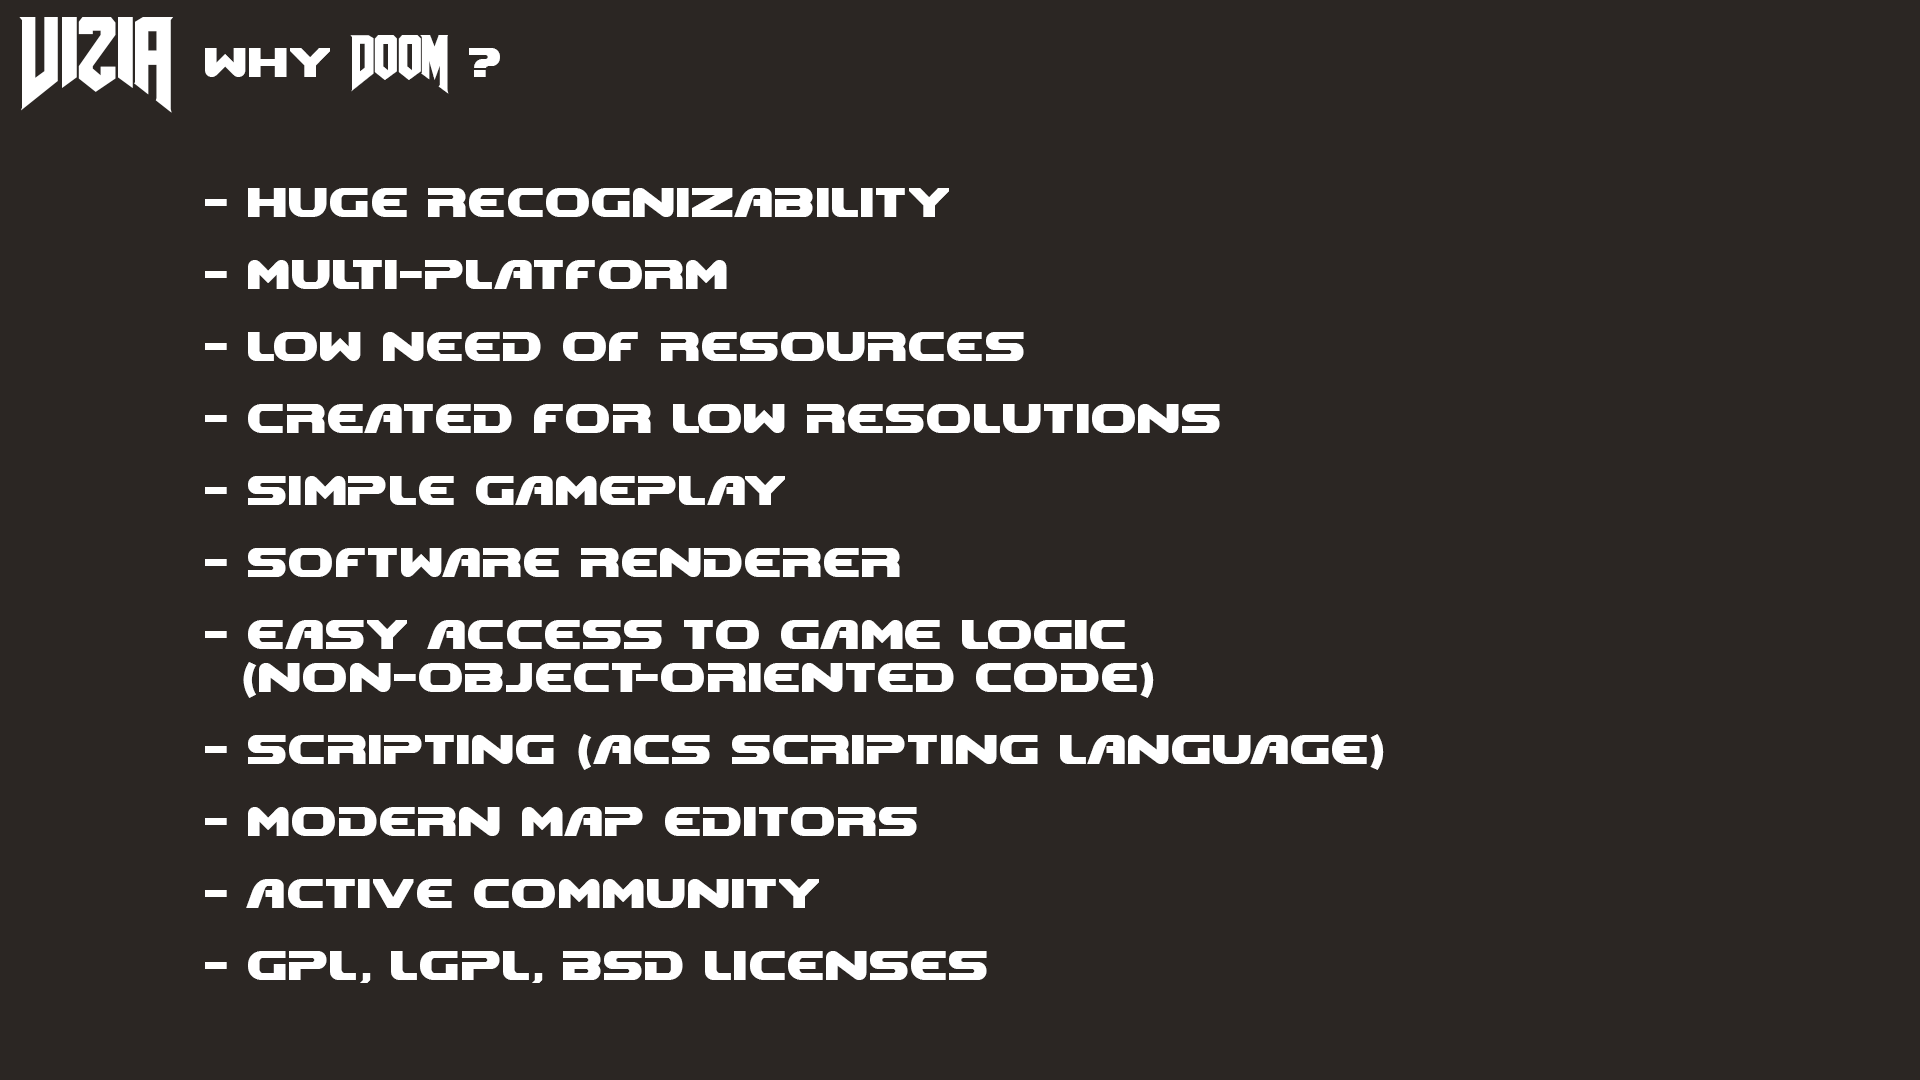 VIZIA
WHY DOOM ?
- HUGE RECOGNIZABILITY
- MULTI-PLATFORM
- LOW NEED OF RESOURCES
- CREATED FOR LOW RESOLUTIONS
- SIMPLE GAMEPLAY
- SOFTWARE RENDERER
- EASY ACCESS TO GAME LOGIC
(NON-OBJECT-ORIENTED CODE)
- SCRIPTING (ACS SCRIPTING LANGUAGE)
- MODERN MAP EDITORS
- ACTIVE COMMUNITY
- GPL, LGPL, BSD LICENSES